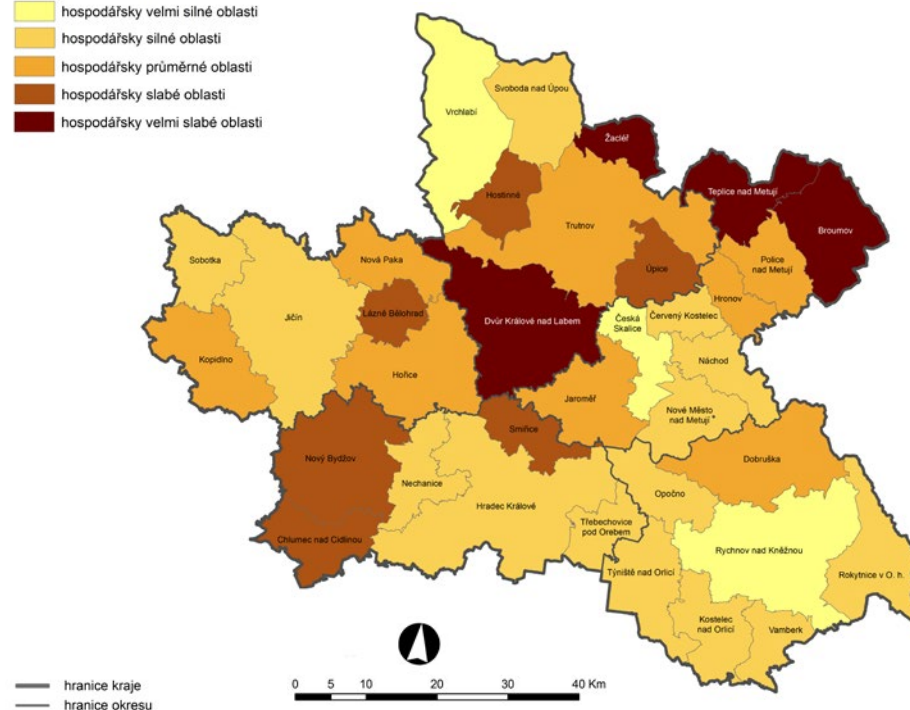 hospodářsky velmi silné oblasti
hospodářsky silné oblasti
hospodářsky průměrné oblasti
hospodářsky slabé oblasti
hospodářsky velmi slabé oblasti
Svoboda nad Úpou
Vrchlabí
Žacléř
Teplice nad Metují
Hostinné
Trutnov
Broumov
Sobotka
Nová Paka
Úpice
Police
nad Metují
Hronov
Jičín
Lázně Bělohrad
Dvůr Králové nad Labem
Česká
Skalice
Červený Kostelec
Kopidlno
Náchod
Hořice
Jaroměř
Nové Město
nad Metují
Smiřice
Nový Bydžov
Dobruška
Nechanice
Opočno
Hradec Králové
Třebechovice
pod Orebem
Chlumec nad Cidlinou
Rychnov nad Kněžnou
Týniště nad Orlicí
Rokytnice v O. h.
Kostelec
nad Orlicí
Vamberk
hranice kraje
hranice okresu
0 5 10 20 30 40 Km